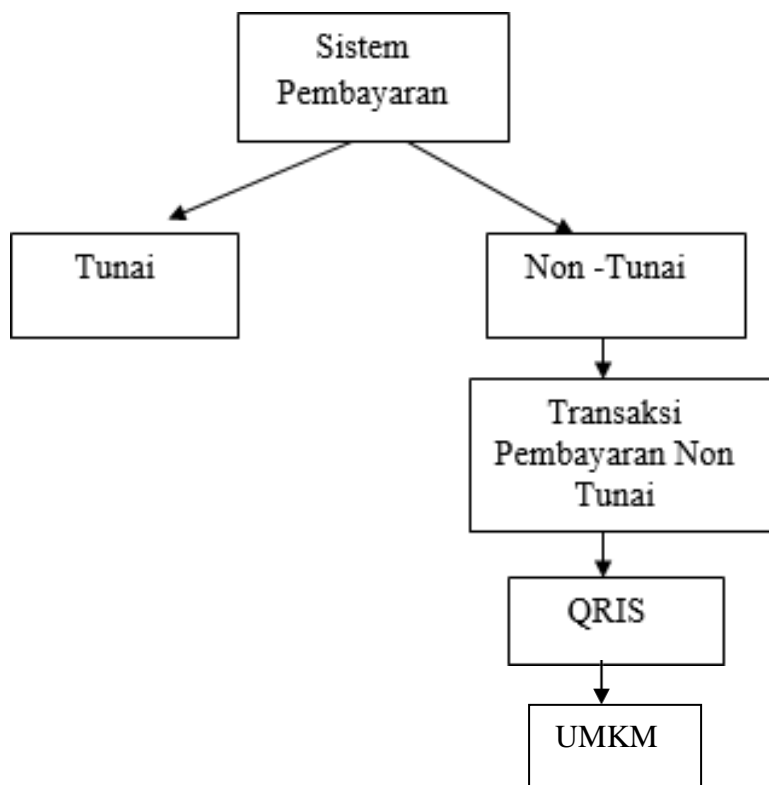 Sistem
Pembayaran
Tunai
Non -Tunai
Transaksi
Pembayaran Non
Tunai
QRIS
UMKM